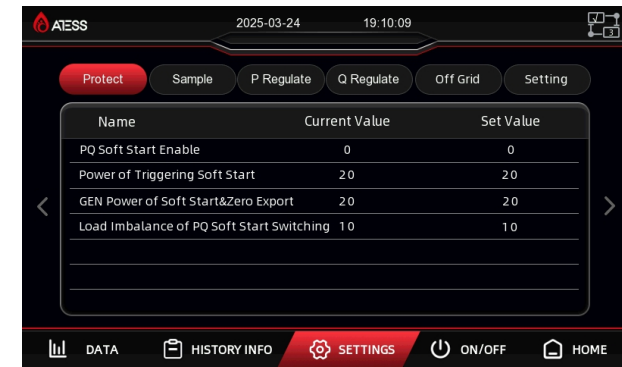 ATESS 2025-03-24 19:10:09
3
Protect Sample P Regulate Q Regulate Off Grid Setting
Name Current Value Set Value
PQ Soft Start Enable 0 0
Power of Triggering Soft Start 20 20
GEN Power of Soft Start&Zero Export 20 20
Load Imbalance of PQ Soft Start Switching 10 10
DATA HISTORY INFO SETTINGS ON/OFF HOME